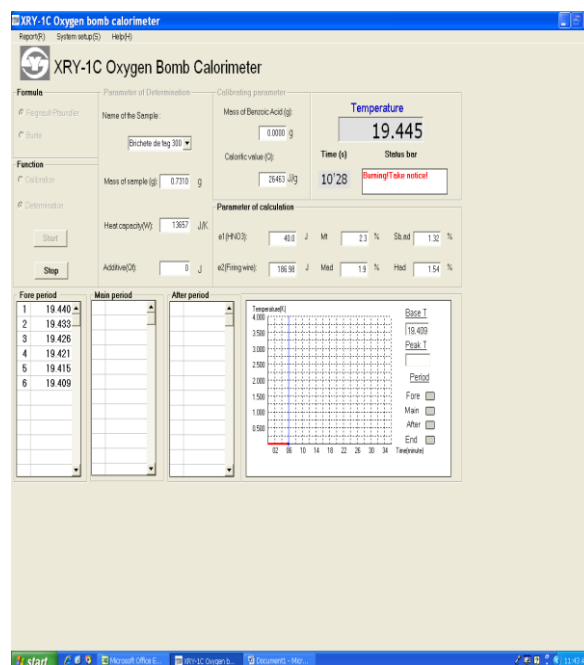 XRY-1C Oxygen bomb calorimeter
Report(R) System setup(S) Help(H)
XRY-1C Oxygen Bomb Calorimeter
Formula
Regnault-Pfaundler
Bunte
Function
Calibration
Determination
Start
Stop
Parameter of Determination
Name of the Sample:
Brichete de fag 300
Mass of sample (g): 0.7310 g
Heat capacity(W): 13657 J/K
Additive(Qf): 0 J
Calibrating parameter
Mass of Benzoic Acid (g):
0.0000 g
Calorific value (Q):
26463 J/g
Temperature
19.445
Time (s) Status bar
10'28 Burning!Take notice!
Parameter of calculation
e1(HNO3): 40.0 J Mt 2.3 % Sb.ad 1.32 %
e2(Firing wire): 186.98 J Mad 1.9 % Had 1.54 %
Fore period
1 19.440
2 19.433
3 19.426
4 19.421
5 19.415
6 19.409
Main period
After period
Temperature[K]
4.000
3.500
3.000
2.500
2.000
1.500
1.000
0.500
02 06 10 14 18 22 26 30 34 Time(minute)
Base T
19.409
Peak T
Period
Fore
Main
After
End
start Microsoft Office E... XRY-1C Oxygen b... Document1 - Micr... 11:43